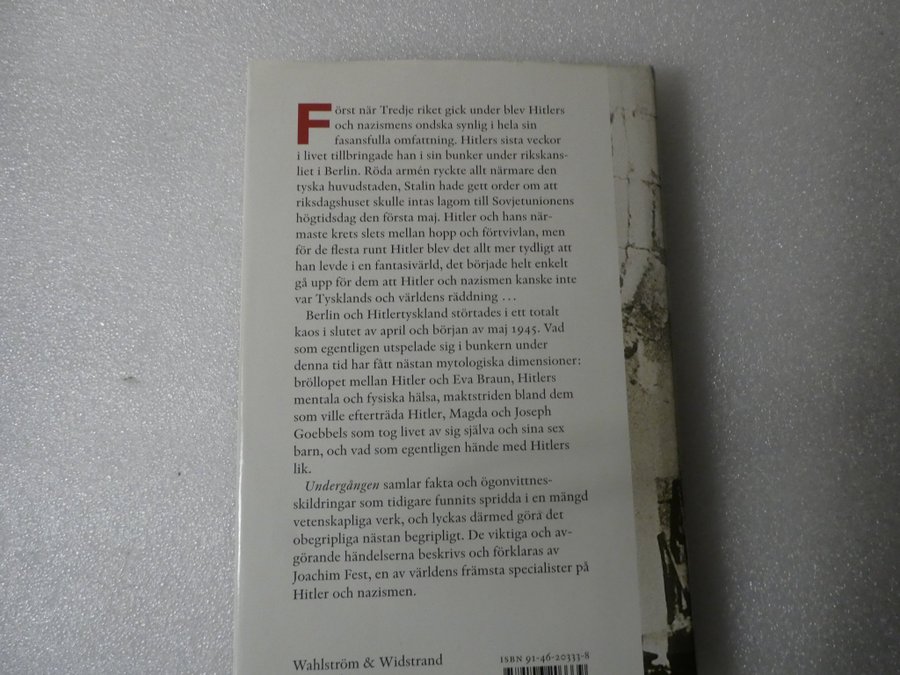 Först när Tredje riket gick under blev Hitlers
och nazismens ondska synlig i hela sin
fasansfulla omfattning. Hitlers sista veckor
i livet tillbringade han i sin bunker under rikskans-
liet i Berlin. Röda armén ryckte allt närmare den
tyska huvudstaden, Stalin hade gett order om att
riksdagshuset skulle intas lagom till Sovjetunionens
högtidsdag den första maj. Hitler och hans när-
maste krets slets mellan hopp och förtvivlan, men
för de flesta runt Hitler blev det allt mer tydligt att
han levde i en fantasivärld, det började helt enkelt
gå upp för dem att Hitler och nazismen kanske inte
var Tysklands och världens räddning ...
Berlin och Hitlertyskland störtades i ett totalt
kaos i slutet av april och början av maj 1945. Vad
som egentligen utspelade sig i bunkern under
denna tid har fått nästan mytologiska dimensioner:
bröllopet mellan Hitler och Eva Braun, Hitlers
mentala och fysiska hälsa, maktstriden bland dem
som ville efterträda Hitler, Magda och Joseph
Goebbels som tog livet av sig själva och sina sex
barn, och vad som egentligen hände med Hitlers
lik.
Undergången samlar fakta och ögonvittnes-
skildringar som tidigare funnits spridda i en mängd
vetenskapliga verk, och lyckas därmed göra det
obegripliga nästan begripligt. De viktiga och av-
görande händelserna beskrivs och förklaras av
Joachim Fest, en av världens främsta specialister på
Hitler och nazismen.
Wahlström & Widstrand
ISBN 91-46-20333-8